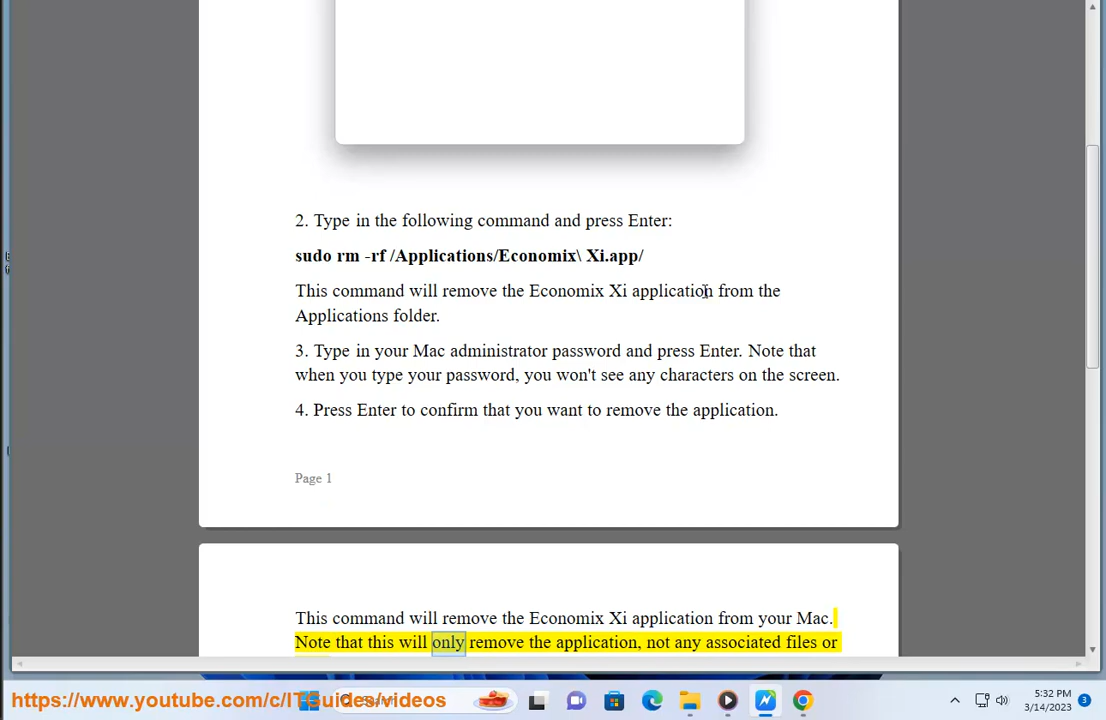 2. Type in the following command and press Enter:
sudo rm -rf /Applications/Economix\ Xi.app/
This command will remove the Economix Xi application from the
Applications folder.
3. Type in your Mac administrator password and press Enter. Note that
when you type your password, you won't see any characters on the screen.
4. Press Enter to confirm that you want to remove the application.
Page 1
This command will remove the Economix Xi application from your Mac.
Note that this will only remove the application, not any associated files or
https://www.youtube.com/c/ITGuides/videos
5:32 PM
3/14/2023
3